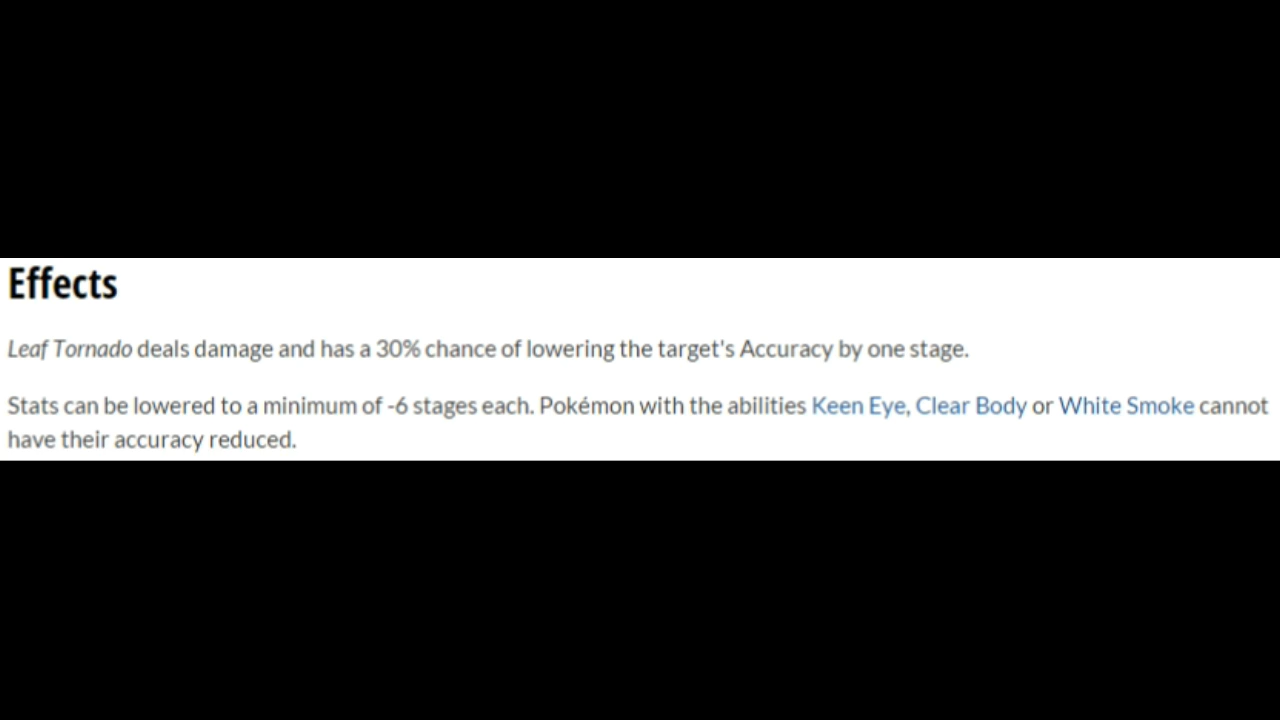 Effects
Leaf Tornado deals damage and has a 30% chance of lowering the target's Accuracy by one stage.
Stats can be lowered to a minimum of -6 stages each. Pokémon with the abilities Keen Eye, Clear Body or White Smoke cannot
have their accuracy reduced.